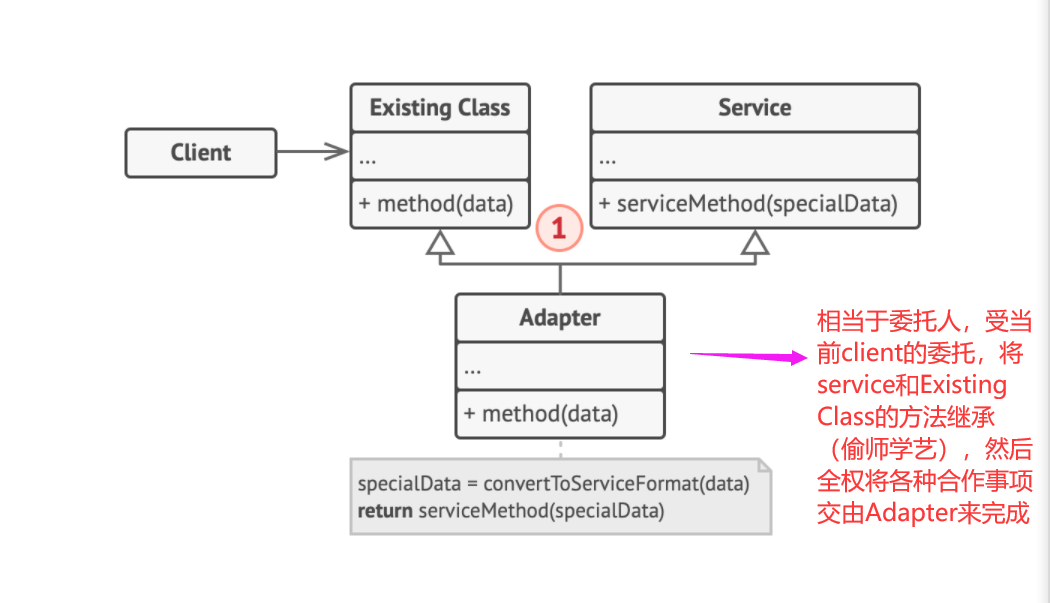 Client
Existing Class
...
+ method(data)
Service
...
+ serviceMethod(specialData)
1
Adapter
...
+ method(data)
specialData = convertToServiceFormat(data)
return serviceMethod(specialData)
相当于委托人，受当
前client的委托，将
service和Existing
Class的方法继承
（偷师学艺），然后
全权将各种合作事项
交由Adapter来完成